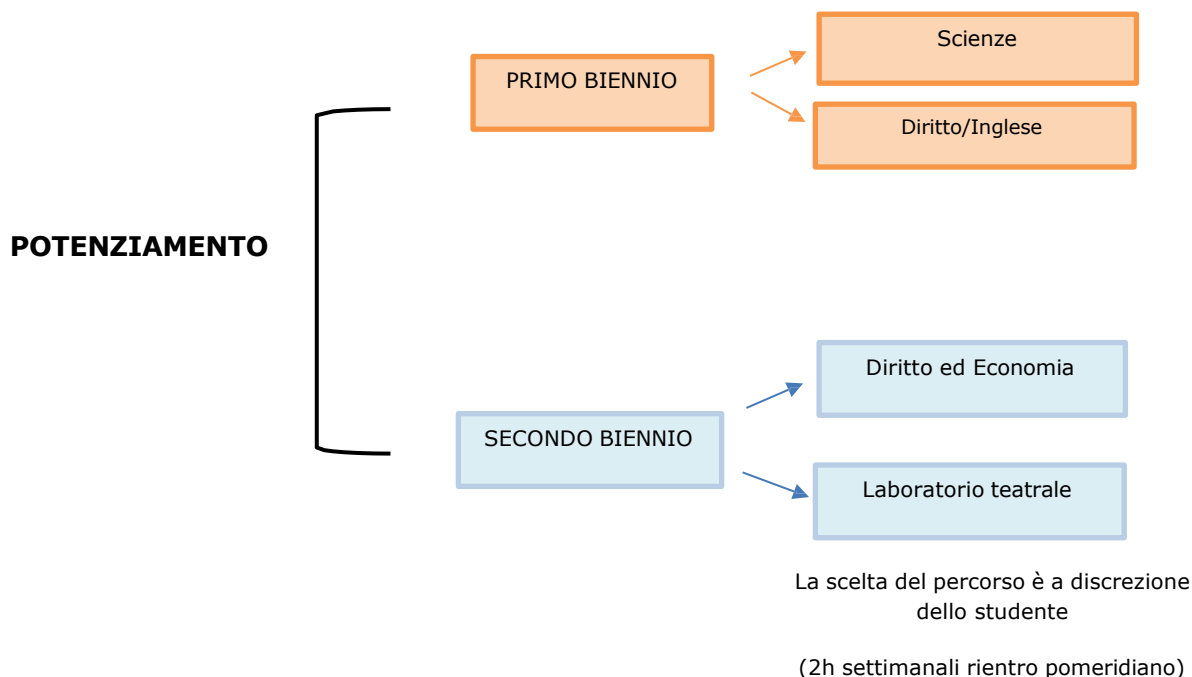 POTENZIAMENTO
PRIMO BIENNIO
Scienze
Diritto/Inglese
SECONDO BIENNIO
Diritto ed Economia
Laboratorio teatrale
La scelta del percorso è a discrezione
dello studente
(2h settimanali rientro pomeridiano)